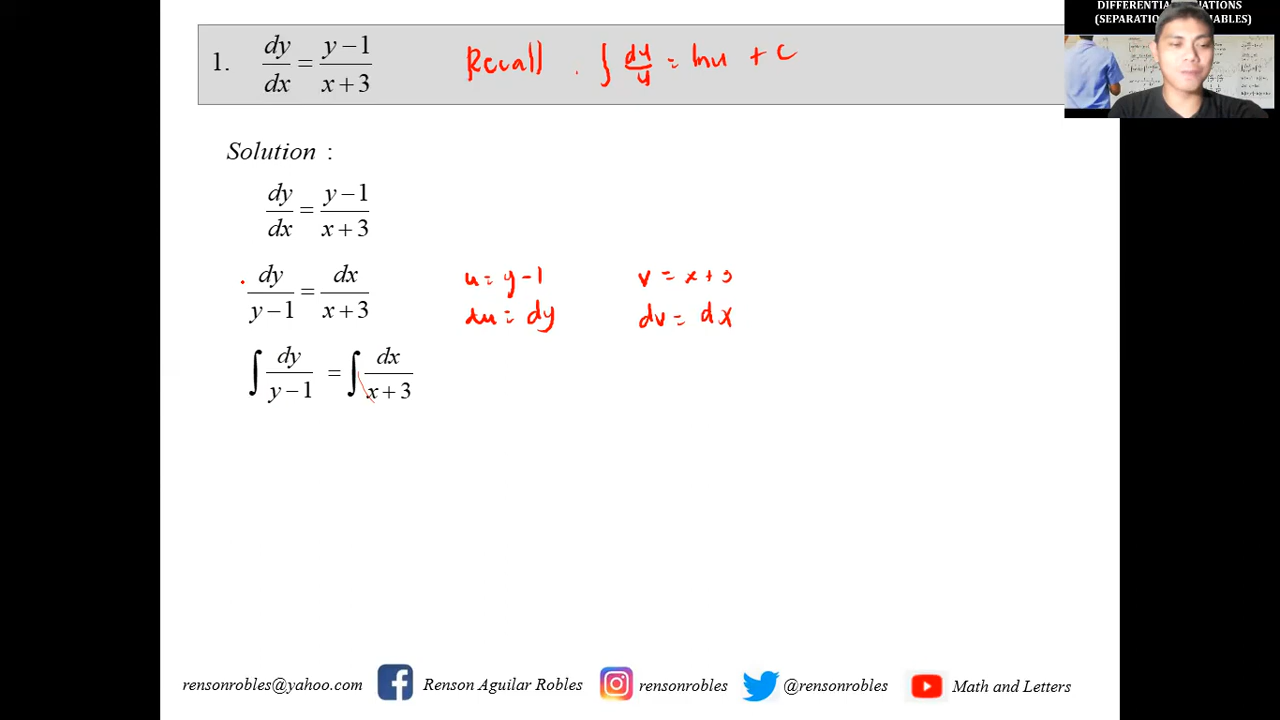 DIFFERENTIAL EQUATIONS
(SEPARATION VARIABLES)
1. dy/dx = y − 1/x + 3 Recall . ∫ du/u = ln u + C
Solution :
dy/dx = y − 1/x + 3
dy/y − 1 = dx/x + 3 u = y − 1 v = x + 3
du = dy dv = dx
∫ dy/y − 1 = ∫ dx/x + 3
rensonrobles@yahoo.com Renson Aguilar Robles rensonrobles @rensonrobles Math and Letters